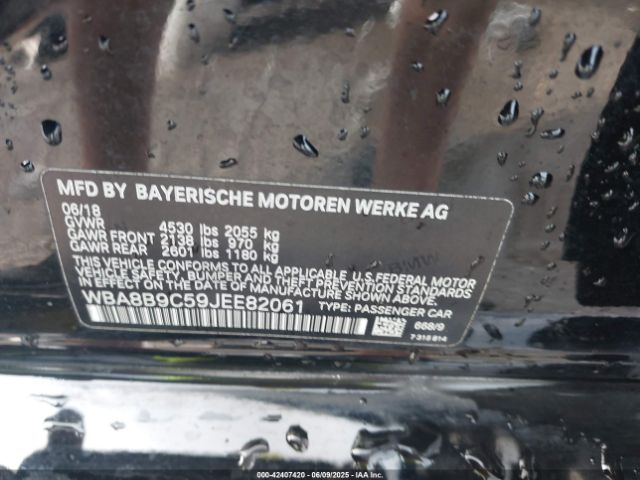 MFD BY BAYERISCHE MOTOREN WERKE AG
06/18
GVWR 4530 lbs 2055 kg
GAWR FRONT 2138 lbs 970 kg
GAWR REAR 2601 lbs 1180 kg
THIS VEHICLE CONFORMS TO ALL APPLICABLE U.S.FEDERAL MOTOR
VEHICLE SAFETY, BUMPER AND THEFT PREVENTION STANDARDS
IN EFFECT ON THE DATE OF MANUFACTURE SHOWN ABOVE.
WBA8B9C59JEE82061 TYPE: PASSENGER CAR
668/9
7 316 814
000-42407420 | 06/09/2025 | IAA Inc.